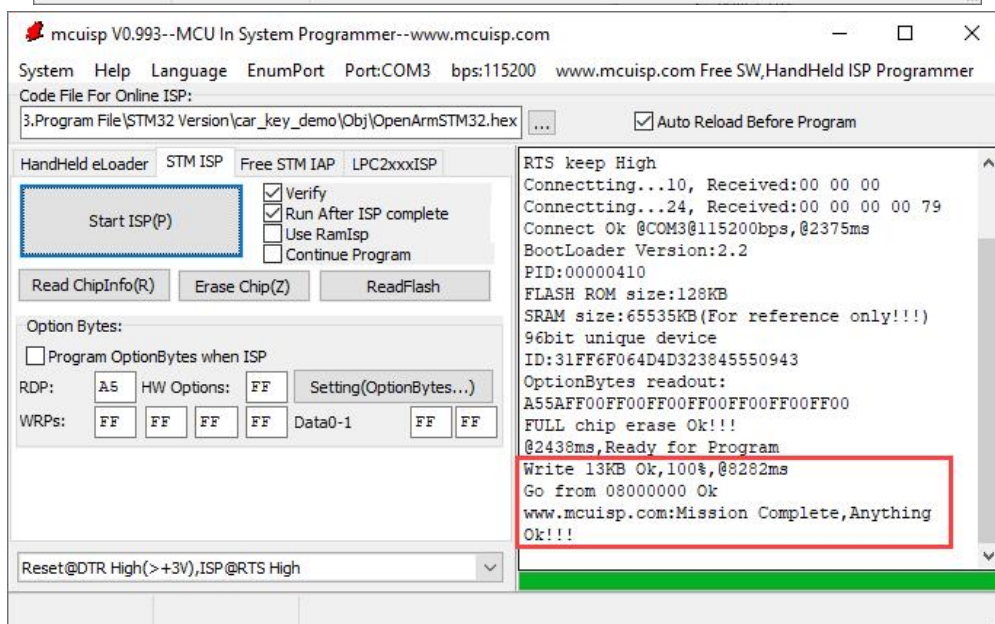 mcuisp V0.993--MCU In System Programmer--www.mcuisp.com
System Help Language EnumPort Port:COM3 bps:115200 www.mcuisp.com Free SW,HandHeld ISP Programmer
Code File For Online ISP:
3.Program File\STM32 Version\car_key_demo\Obj\OpenArmSTM32.hex ... Auto Reload Before Program
HandHeld eLoader STM ISP Free STM IAP LPC2xxxISP
Start ISP(P)
Verify
Run After ISP complete
Use RamIsp
Continue Program
Read ChipInfo(R) Erase Chip(Z) ReadFlash
Option Bytes:
Program OptionBytes when ISP
RDP: A5 HW Options: FF Setting(OptionBytes...)
WRPs: FF FF FF FF Data0-1 FF FF
Reset@DTR High(>+3V),ISP@RTS High
RTS keep High
Connectting...10, Received:00 00 00
Connectting...24, Received:00 00 00 00 79
Connect Ok @COM3@115200bps,@2375ms
BootLoader Version:2.2
PID:00000410
FLASH ROM size:128KB
SRAM size:65535KB(For reference only!!!)
96bit unique device
ID:31FF6F064D4D323845550943
OptionBytes readout:
A55AFF00FF00FF00FF00FF00FF00FF00
FULL chip erase Ok!!!
@2438ms,Ready for Program
Write 13KB Ok,100%,@8282ms
Go from 08000000 Ok
www.mcuisp.com:Mission Complete,Anything
Ok!!!